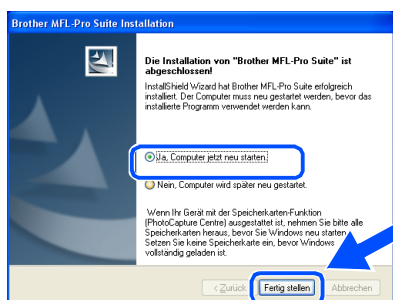 Brother MFL-Pro Suite Installation
Die Installation von "Brother MFL-Pro Suite" ist
abgeschlossen!
InstallShield Wizard hat Brother MFL-Pro Suite erfolgreich
installiert. Der Computer muss neu gestartet werden, bevor das
installierte Programm verwendet werden kann.
Ja, Computer jetzt neu starten.
Nein, Computer wird später neu gestartet.
Wenn Ihr Gerät mit der Speicherkarten-Funktion
(PhotoCapture Centre) ausgestattet ist, nehmen Sie bitte alle
Speicherkarten heraus, bevor Sie Windows neu starten.
Setzen Sie keine Speicherkarte ein, bevor Windows
vollständig geladen ist.
< Zurück Fertig stellen Abbrechen